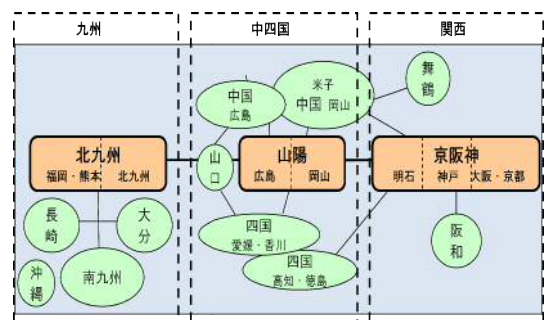 九州
中四国
関西
中国
広島
米子
中国 岡山
舞鶴
北九州
福岡・熊本 北九州
山口
山陽
広島 岡山
京阪神
明石 神戸 大阪・京都
長崎
大分
沖縄
南九州
四国
愛媛・香川
四国
高知・徳島
阪和